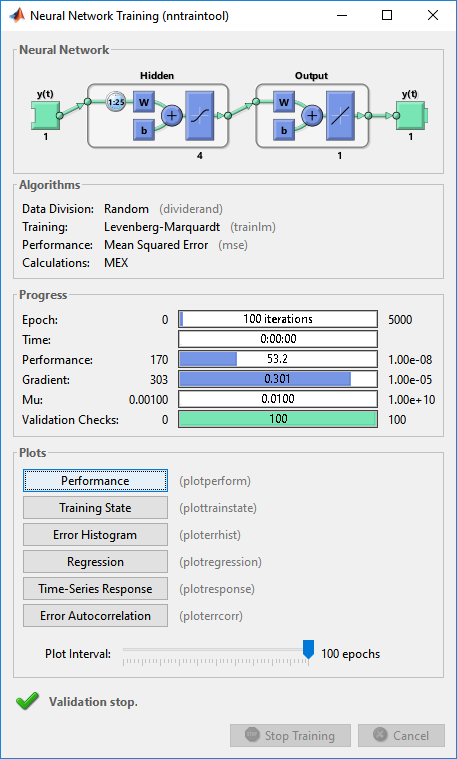 Neural Network Training (nntraintool)
Neural Network
Hidden Output
y(t) 1:25 W b W b y(t)
1 4 1 1
Algorithms
Data Division: Random (dividerand)
Training: Levenberg-Marquardt (trainlm)
Performance: Mean Squared Error (mse)
Calculations: MEX
Progress
Epoch: 0 100 iterations 5000
Time: 0:00:00
Performance: 170 53.2 1.00e-08
Gradient: 303 0.301 1.00e-05
Mu: 0.00100 0.0100 1.00e+10
Validation Checks: 0 100 100
Plots
Performance (plotperform)
Training State (plottrainstate)
Error Histogram (ploterrhist)
Regression (plotregression)
Time-Series Response (plotresponse)
Error Autocorrelation (ploterrcorr)
Plot Interval: 100 epochs
Validation stop.
Stop Training Cancel